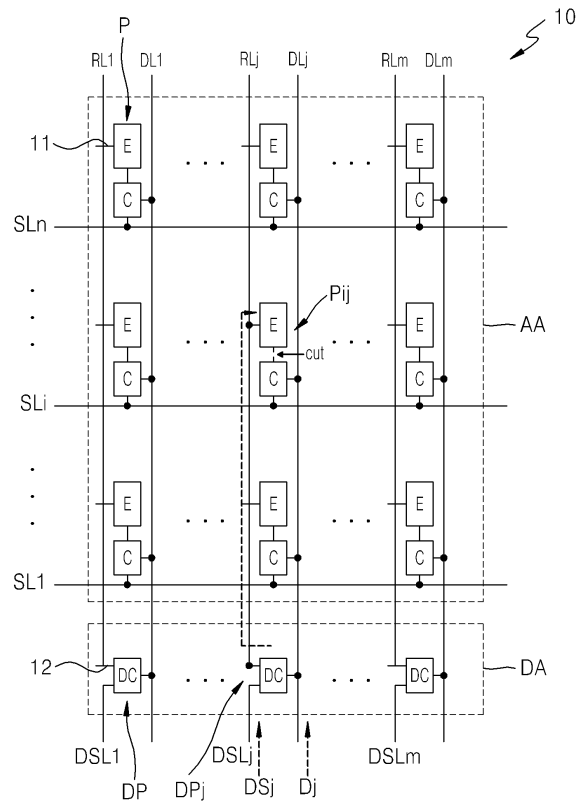 10
P
RL1 DL1 RLj DLj RLm DLm
11 E E E
. . . . . .
C C C
SLn
Pij
E E E
. . . . . .
cut
AA
C C C
SLi
E E E
. . . . . .
C C C
SL1
12 DC DC DC DA
. . . . . .
DSL1 DSLj DSLm
DP DPj DSj Dj